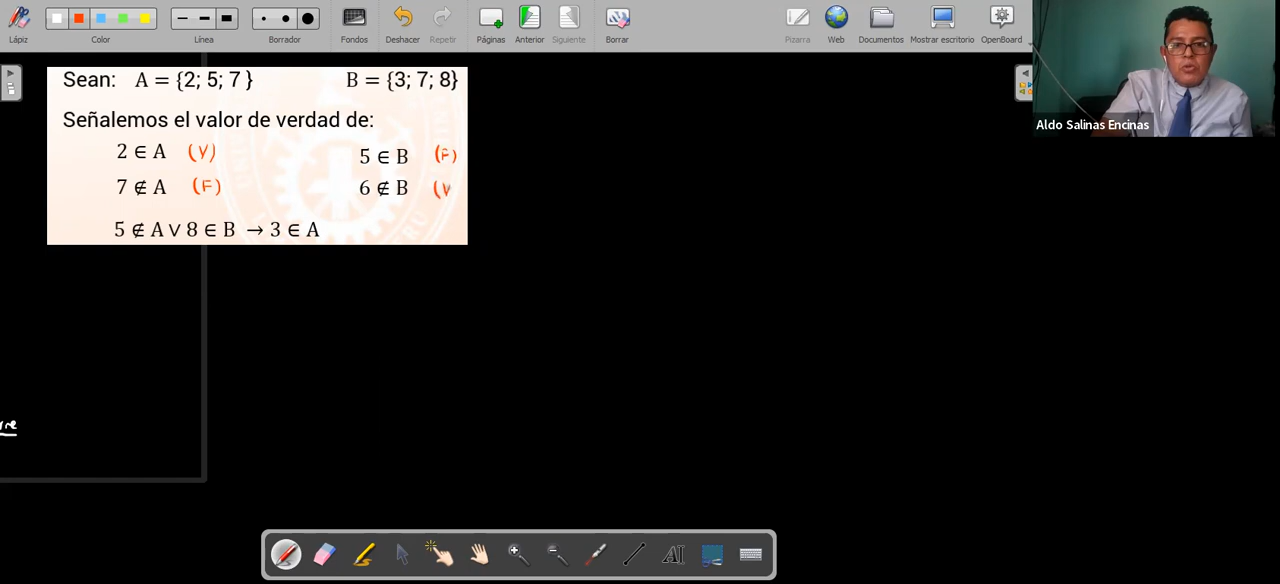 Lápiz Color Línea Borrador Fondos Deshacer Repetir Páginas Anterior Siguiente Borrar Pizarra Web Documentos Mostrar escritorio OpenBoard
Aldo Salinas Encinas
Sean: A = {2; 5; 7 } B = {3; 7; 8}
Señalemos el valor de verdad de:
2 ∈ A (V) 5 ∈ B (F)
7 ∉ A (F) 6 ∉ B (V
5 ∉ A ∨ 8 ∈ B → 3 ∈ A
AI